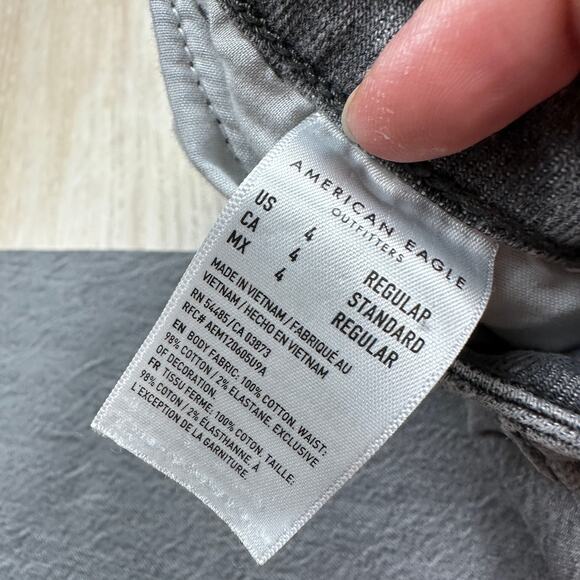 AMERICAN EAGLE
OUTFITTERS
US 4 REGULAR
CA 4 STANDARD
MX 4 REGULAR
MADE IN VIETNAM / FABRIQUÉ AU
VIETNAM / HECHO EN VIETNAM
RN 54485 / CA 03873
RFC# AEM120605U9A
EN BODY FABRIC: 100% COTTON. WAIST:
98% COTTON / 2% ELASTANE, EXCLUSIVE
OF DECORATION.
FR TISSU FERME: 100% COTON. TAILLE:
98% COTON / 2% ÉLASTHANNE, À
L'EXCEPTION DE LA GARNITURE.